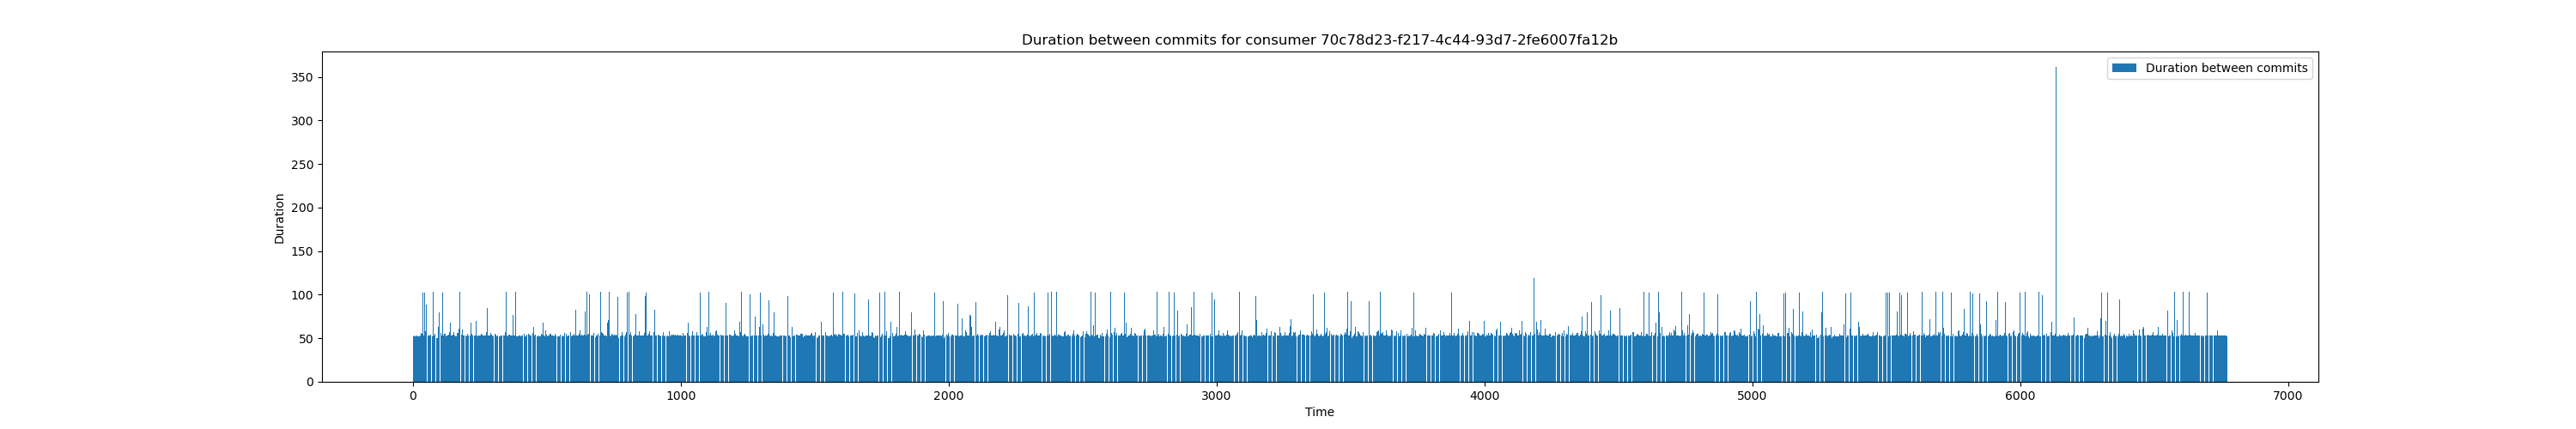 Duration between commits for consumer 70c78d23-f217-4c44-93d7-2fe6007fa12b
Duration between commits
350
300
250
200
150
100
50
0
Duration
0 1000 2000 3000 4000 5000 6000 7000
Time